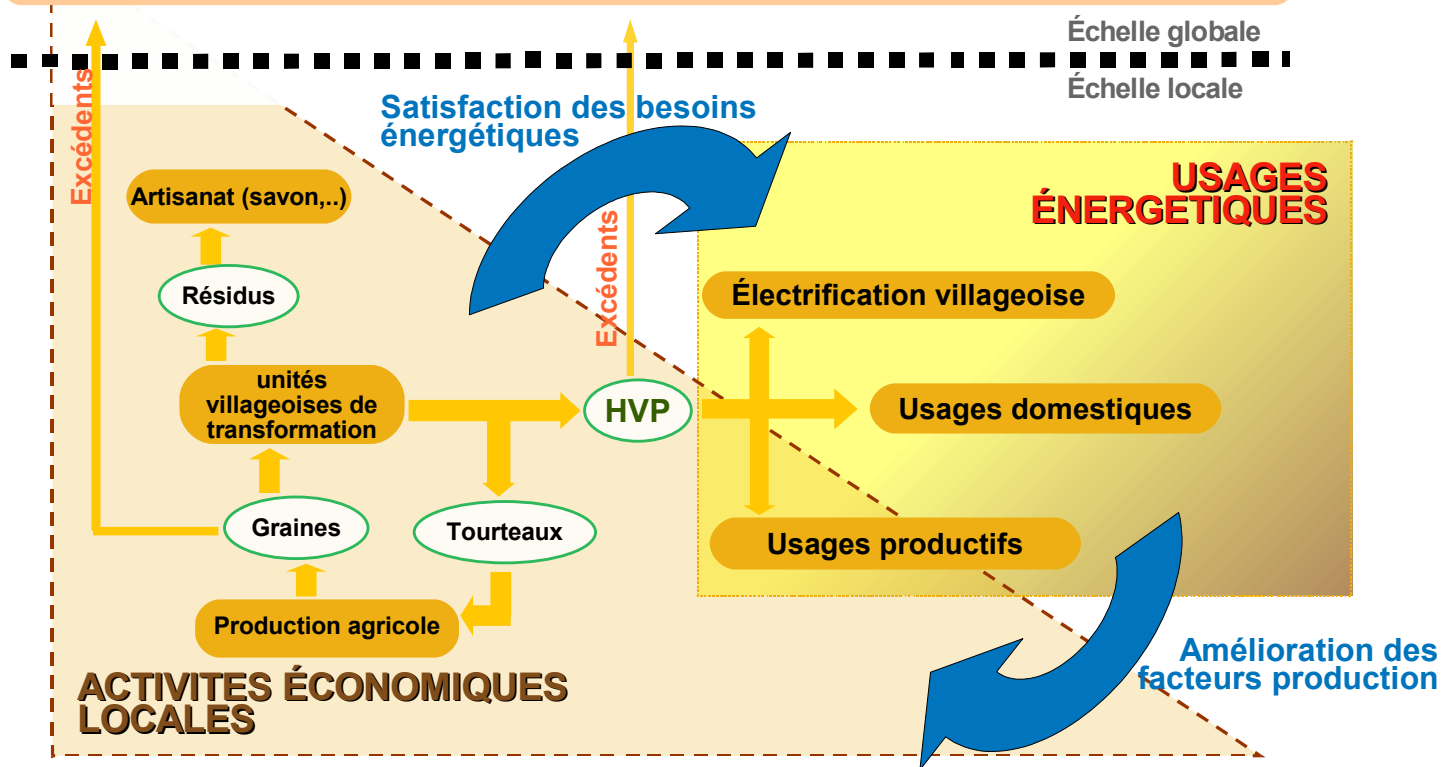 Échelle globale
Échelle locale
Excédents
Satisfaction des besoins
énergétiques
USAGES
ÉNERGETIQUES
Artisanat (savon,..)
Excédents
Résidus
Électrification villageoise
unités
villageoises de
transformation
HVP
Usages domestiques
Graines
Tourteaux
Usages productifs
Production agricole
Amélioration des
facteurs production
ACTIVITES ÉCONOMIQUES
LOCALES